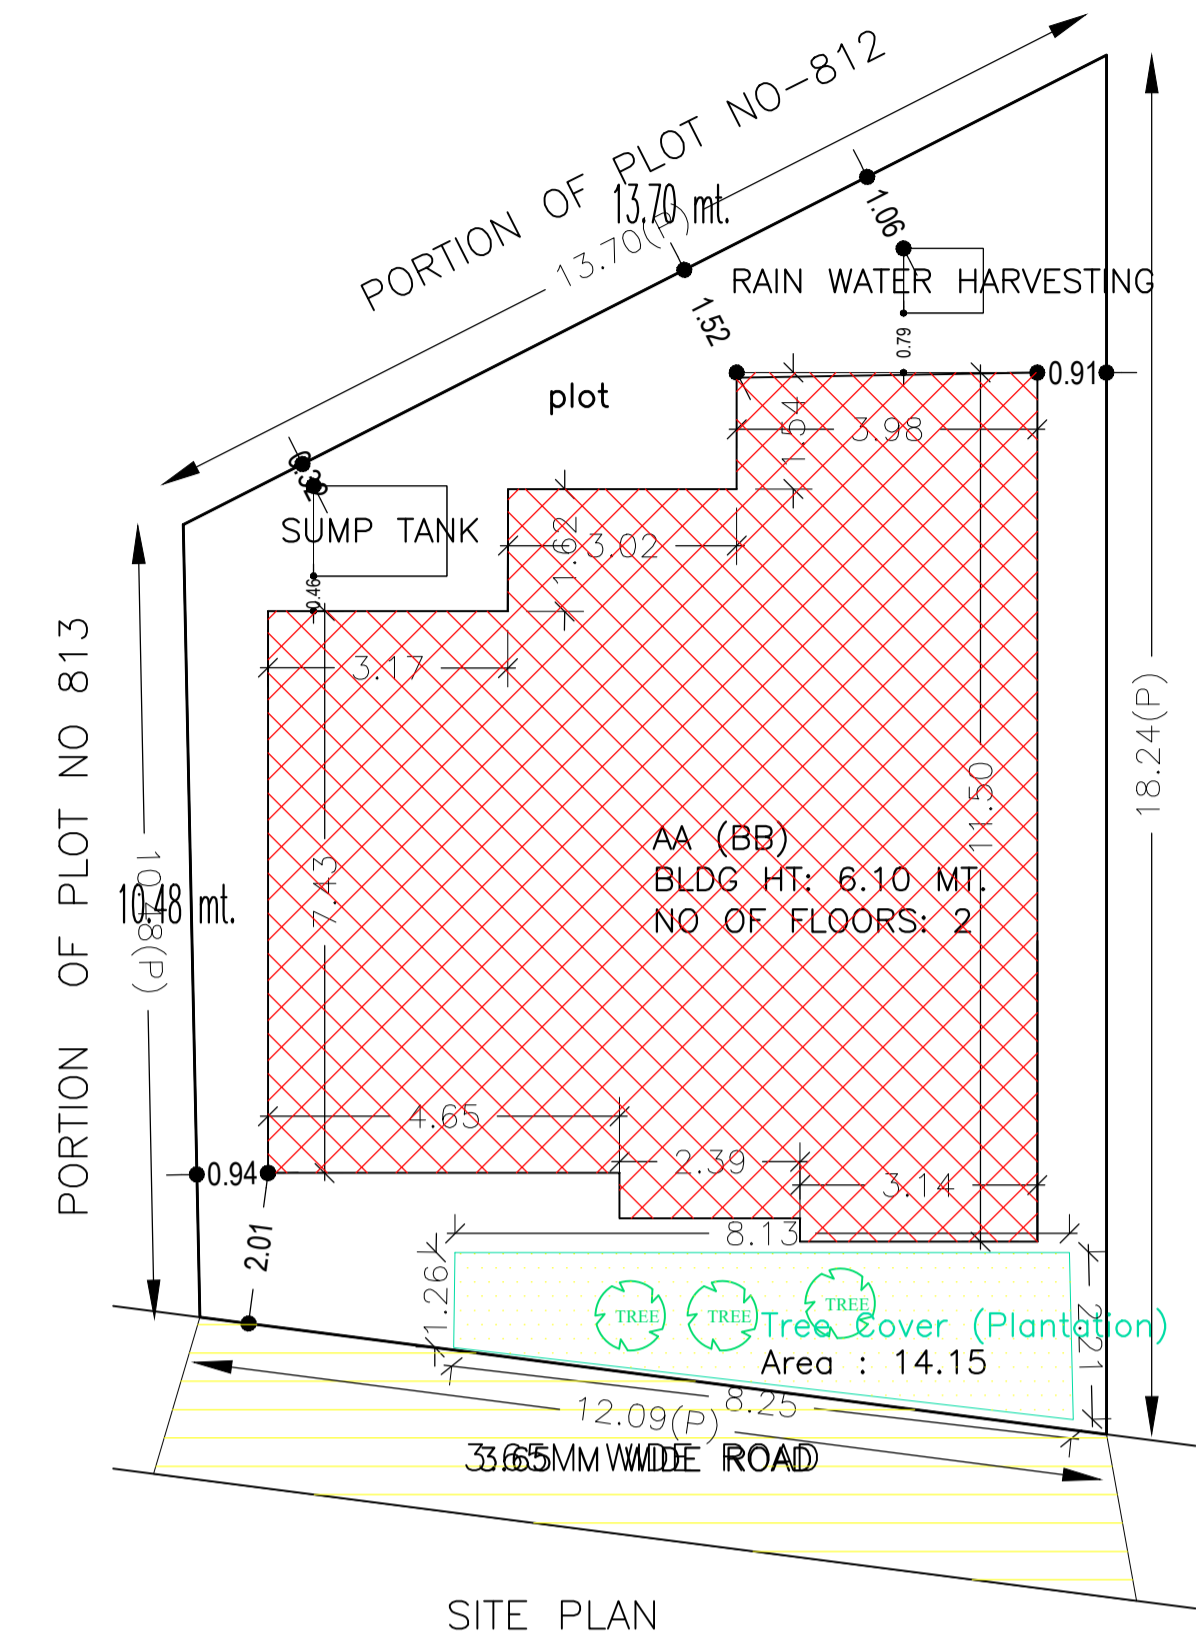 PORTION OF PLOT NO-812
13.70 mt.
13.70(P)
1.06
RAIN WATER HARVESTING
1.52
0.79
0.91
plot
1.54
3.98
SUMP TANK
1.62
3.02
0.46
3.17
PORTION OF PLOT NO 813
10.48 mt.
10.48(P)
7.43
11.50
18.24(P)
AA (BB)
BLDG HT: 6.10 MT.
NO OF FLOORS: 2
4.65
2.39
3.14
0.94
2.01
8.13
1.26
TREE
TREE
TREE
Tree Cover (Plantation)
Area : 14.15
2.21
8.25
12.09(P)
3.65M WIDE ROAD
3.65M WIDE ROAD
SITE PLAN